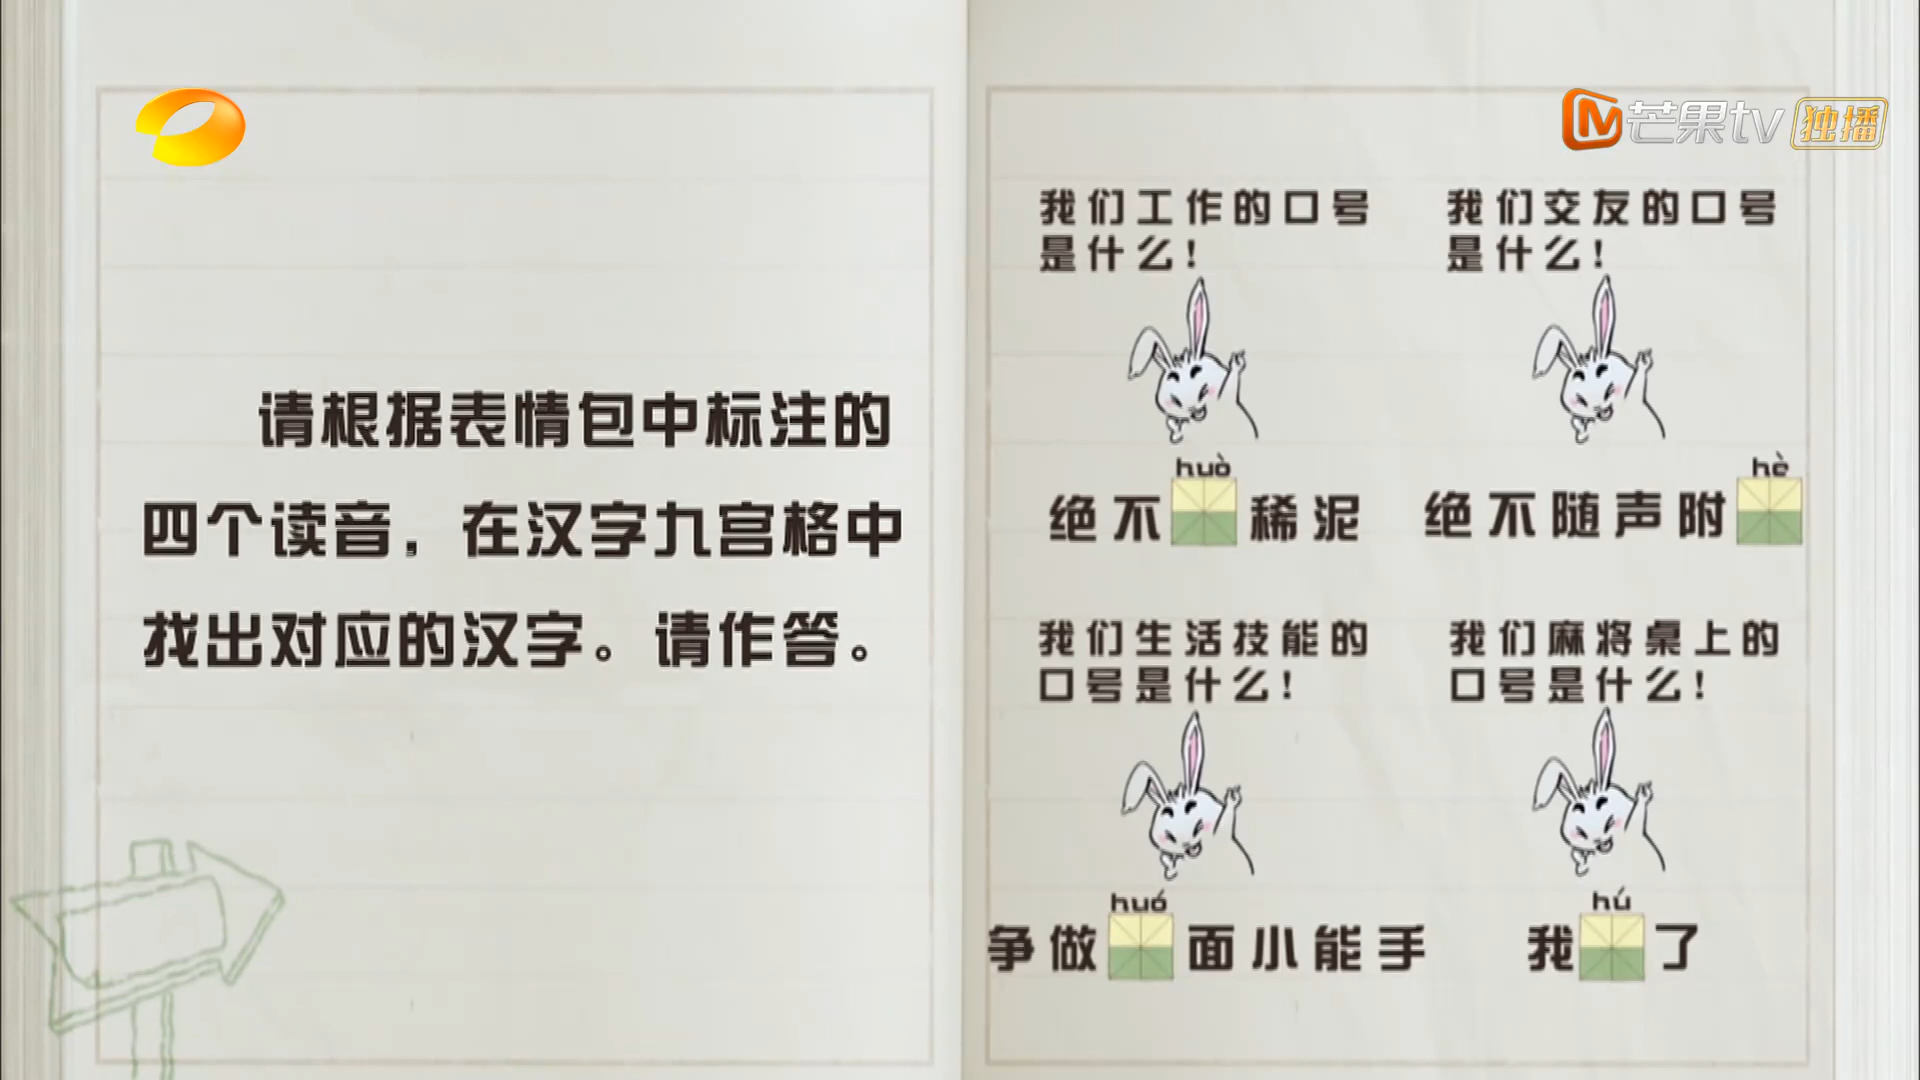 芒果tv 独播
请根据表情包中标注的
四个读音，在汉字九宫格中
找出对应的汉字。请作答。
我们工作的口号
是什么！
huò
绝不 稀泥
我们交友的口号
是什么！
hè
绝不随声附
我们生活技能的
口号是什么！
huó
争做 面小能手
我们麻将桌上的
口号是什么！
hú
我 了